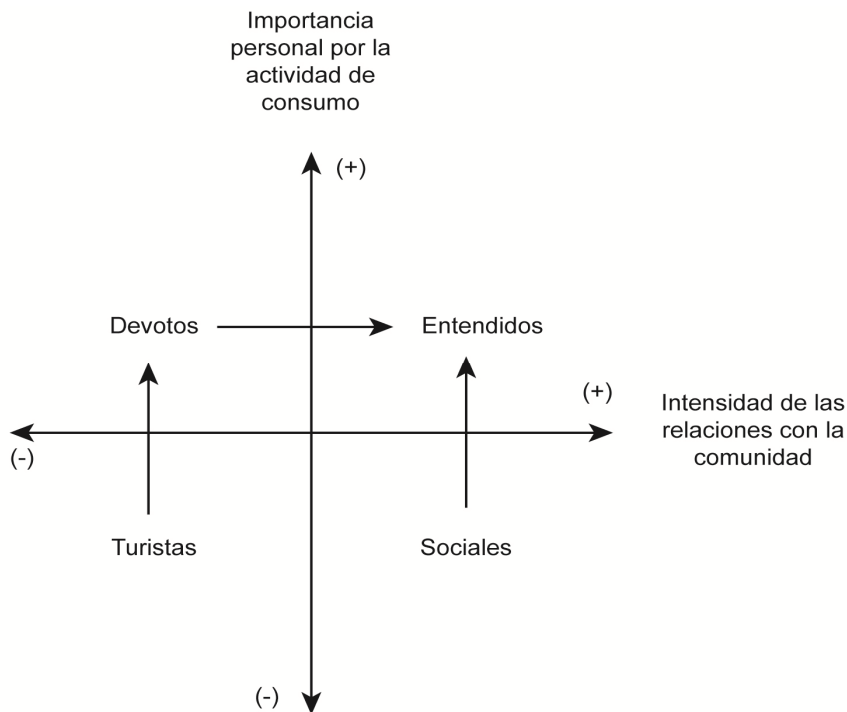 Importancia
personal por la
actividad de
consumo
(+)
Devotos
Entendidos
(+)
Intensidad de las
relaciones con la
comunidad
(-)
Turistas
Sociales
(-)